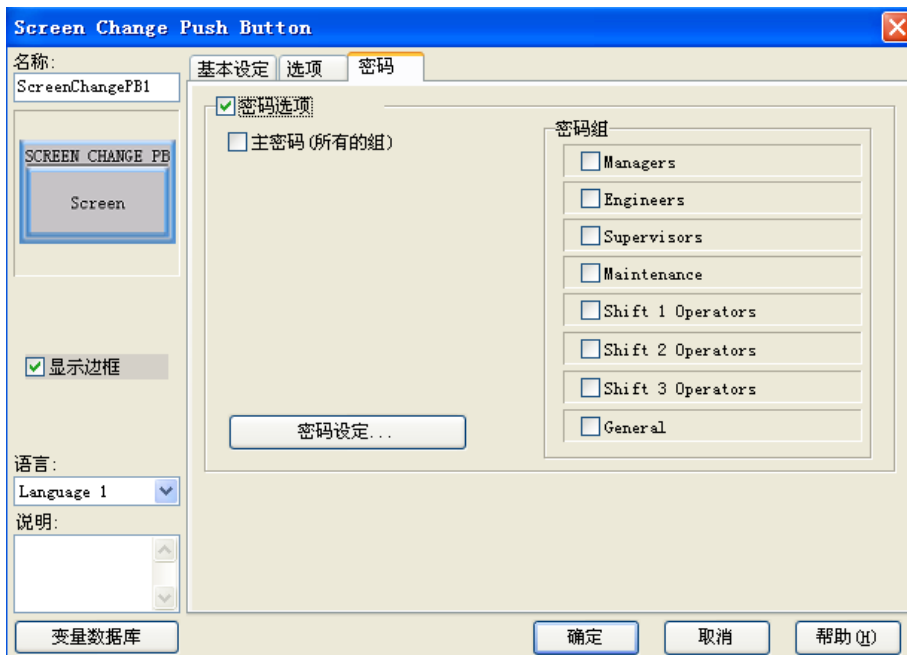 Screen Change Push Button
名称:
ScreenChangePB1
SCREEN CHANGE PB
Screen
显示边框
语言:
Language 1
说明:
变量数据库
基本设定 选项 密码
密码选项
主密码(所有的组)
密码设定...
密码组
Managers
Engineers
Supervisors
Maintenance
Shift 1 Operators
Shift 2 Operators
Shift 3 Operators
General
确定 取消 帮助(H)